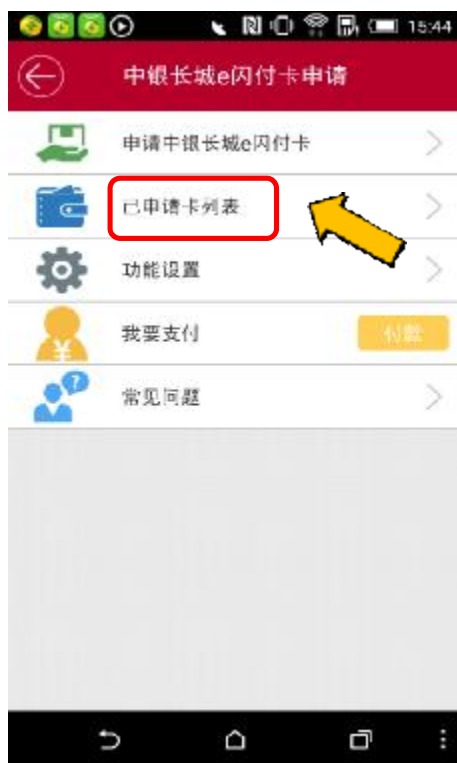 15:44
中银长城e闪付卡申请
申请中银长城e闪付卡
已申请卡列表
功能设置
我要支付
付款
常见问题